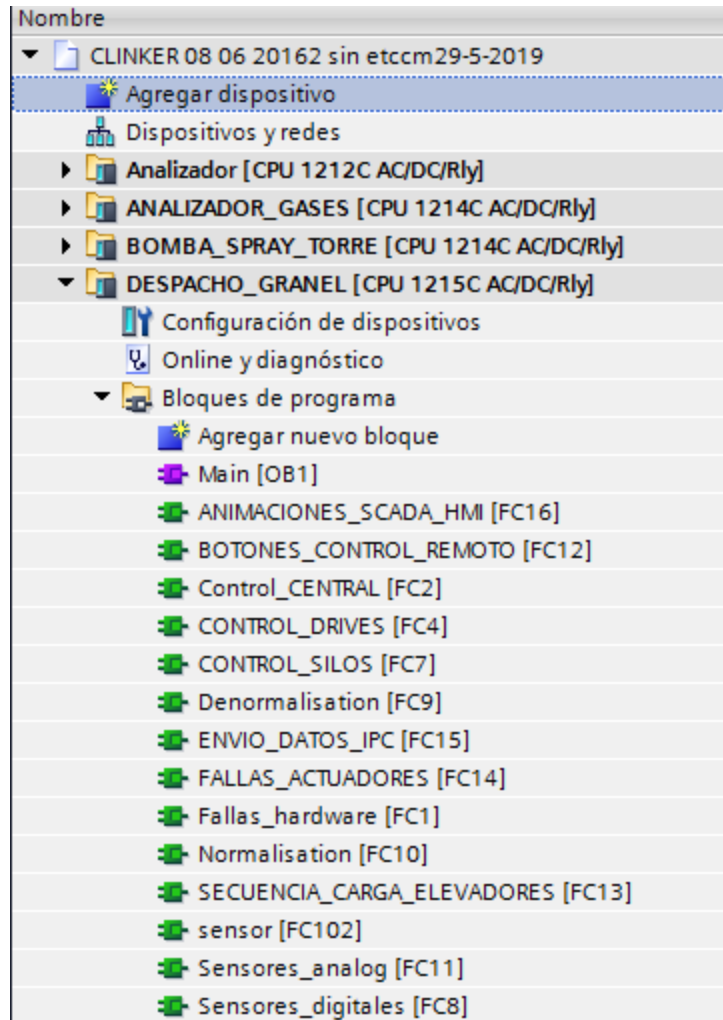 Nombre
CLINKER 08 06 20162 sin etccm29-5-2019
Agregar dispositivo
Dispositivos y redes
Analizador [CPU 1212C AC/DC/Rly]
ANALIZADOR_GASES [CPU 1214C AC/DC/Rly]
BOMBA_SPRAY_TORRE [CPU 1214C AC/DC/Rly]
DESPACHO_GRANEL [CPU 1215C AC/DC/Rly]
Configuración de dispositivos
Online y diagnóstico
Bloques de programa
Agregar nuevo bloque
Main [OB1]
ANIMACIONES_SCADA_HMI [FC16]
BOTONES_CONTROL_REMOTO [FC12]
Control_CENTRAL [FC2]
CONTROL_DRIVES [FC4]
CONTROL_SILOS [FC7]
Denormalisation [FC9]
ENVIO_DATOS_IPC [FC15]
FALLAS_ACTUADORES [FC14]
Fallas_hardware [FC1]
Normalisation [FC10]
SECUENCIA_CARGA_ELEVADORES [FC13]
sensor [FC102]
Sensores_analog [FC11]
Sensores_digitales [FC8]